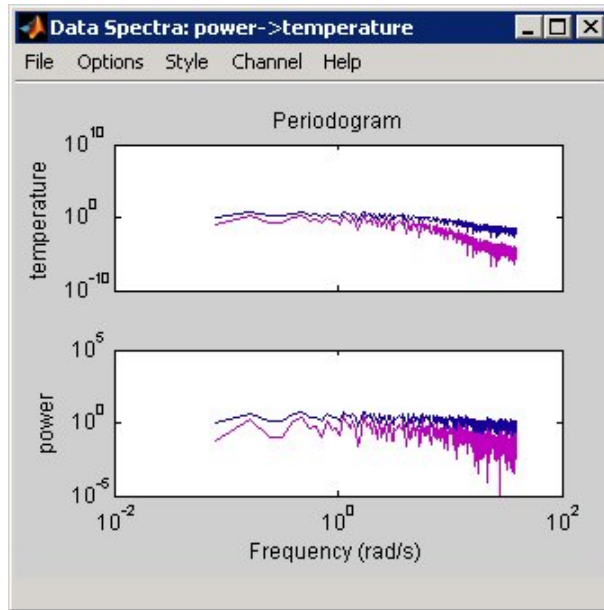 Data Spectra: power->temperature
File Options Style Channel Help
Periodogram
temperature
10^10
10^0
10^-10
power
10^5
10^0
10^-5
10^-2 10^0 10^2
Frequency (rad/s)